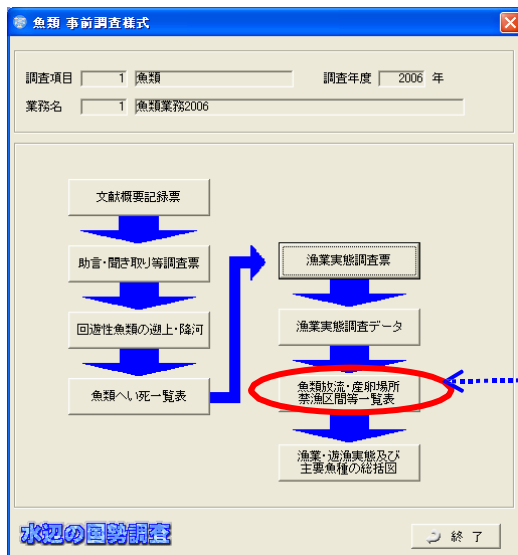 魚類 事前調査様式
調査項目 1 魚類 調査年度 2006 年
業務名 1 魚類業務2006
文献概要記録票
助言・聞き取り等調査票
回遊性魚類の遡上・降河
魚類へい死一覧表
漁業実態調査票
漁業実態調査データ
魚類放流・産卵場所
禁漁区間等一覧表
漁業・遊漁実態及び
主要魚種の総括図
水辺の国勢調査
終 了